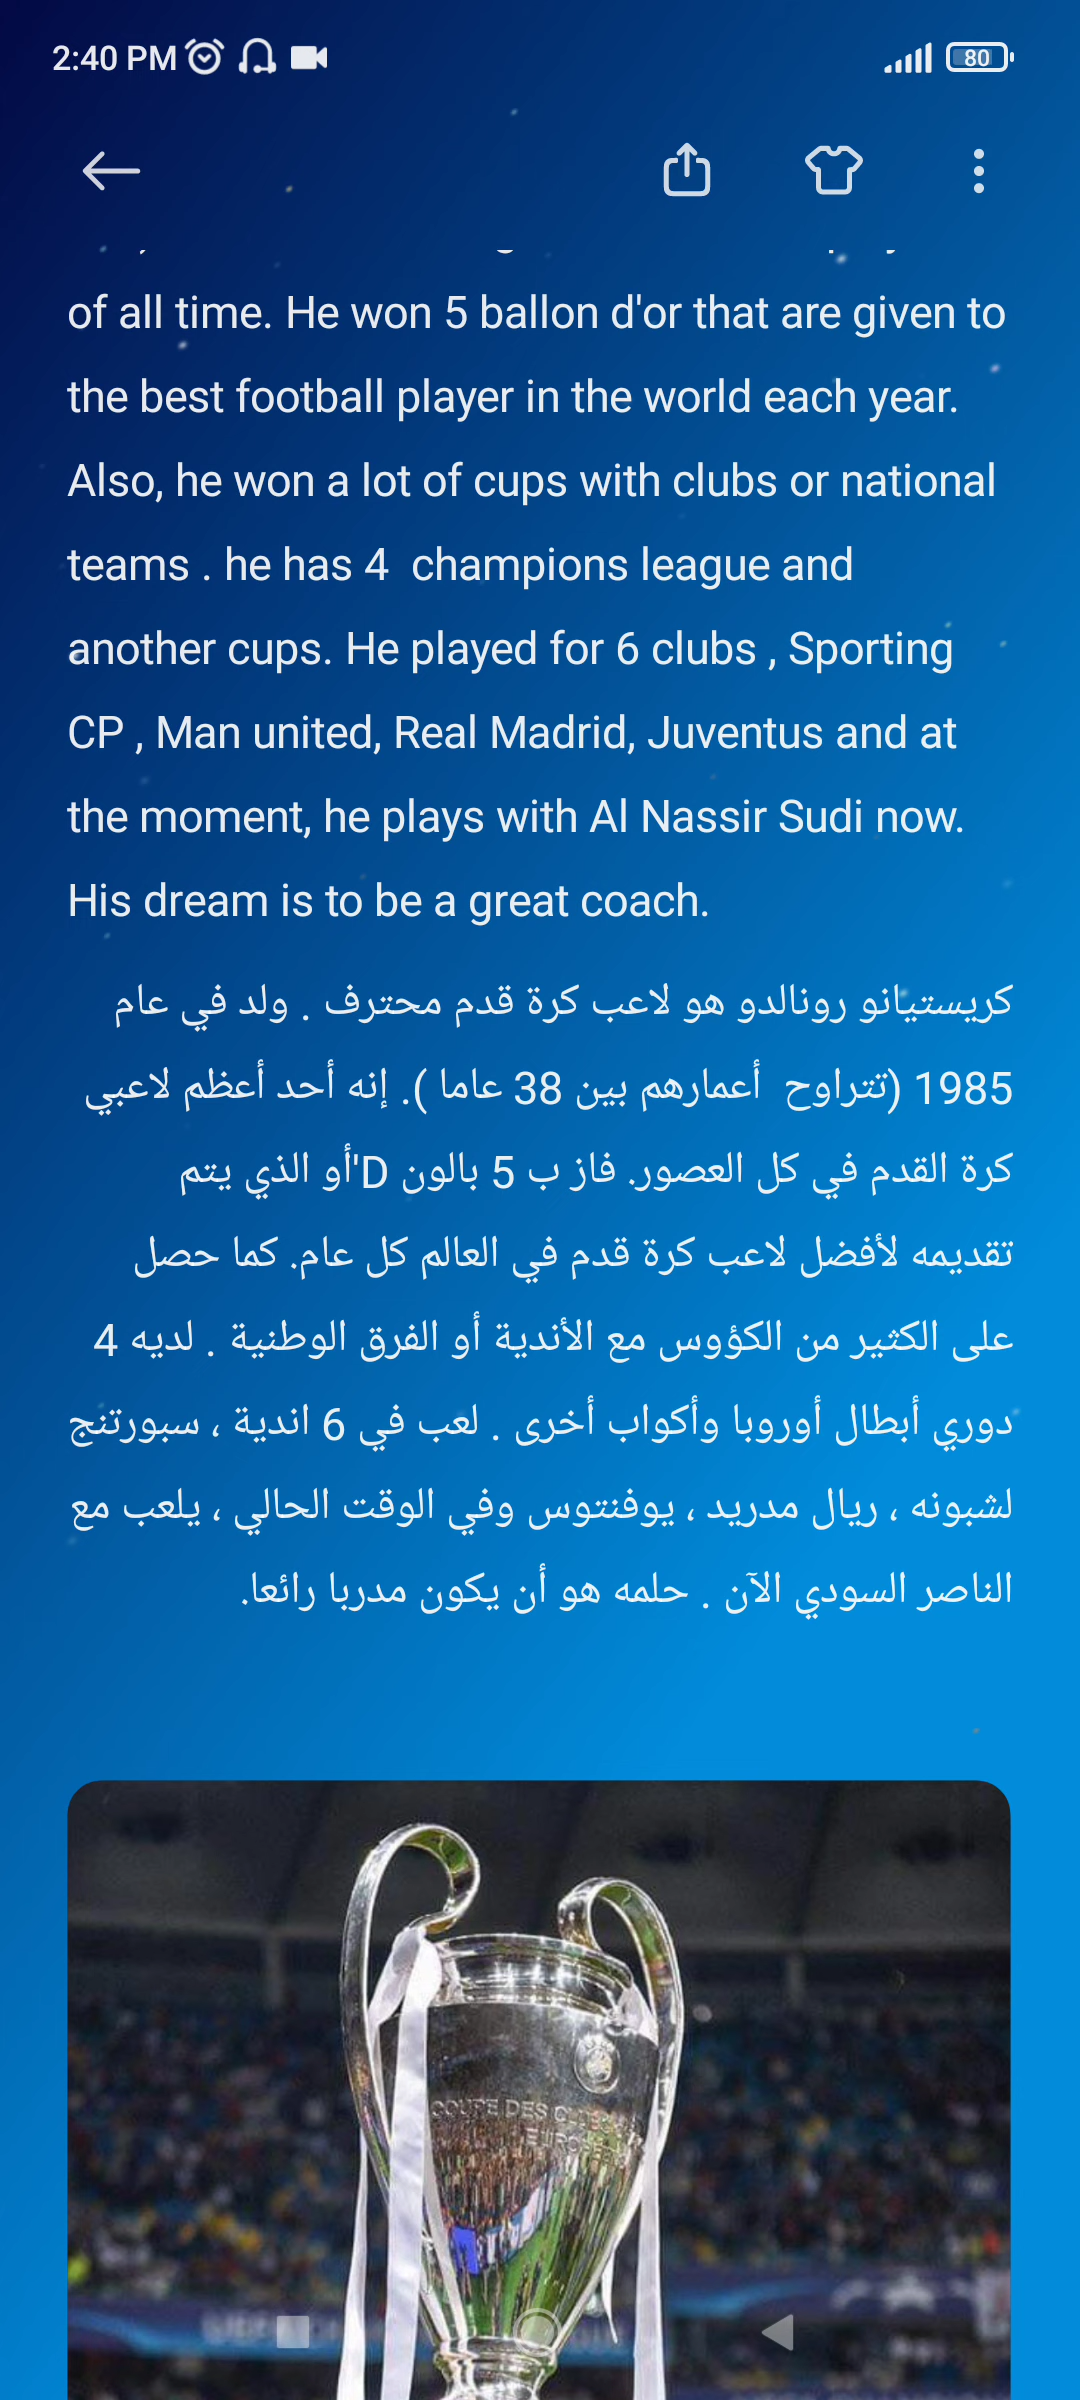 2:40 PM
80
of all time. He won 5 ballon d'or that are given to
the best football player in the world each year.
Also, he won a lot of cups with clubs or national
teams . he has 4  champions league and
another cups. He played for 6 clubs , Sporting
CP , Man united, Real Madrid, Juventus and at
the moment, he plays with Al Nassir Sudi now.
His dream is to be a great coach.
كريستيانو رونالدو هو لاعب كرة قدم محترف . ولد في عام
1985 (تتراوح  أعمارهم بين 38 عاما ). إنه أحد أعظم لاعبي
كرة القدم في كل العصور. فاز ب 5 بالون D'أو الذي يتم
تقديمه لأفضل لاعب كرة قدم في العالم كل عام. كما حصل
على الكثير من الكؤوس مع الأندية أو الفرق الوطنية . لديه 4
دوري أبطال أوروبا وأكواب أخرى . لعب في 6 اندية ، سبورتنج
لشبونه ، ريال مدريد ، يوفنتوس وفي الوقت الحالي ، يلعب مع
الناصر السودي الآن . حلمه هو أن يكون مدربا رائعا.
COUPE DES